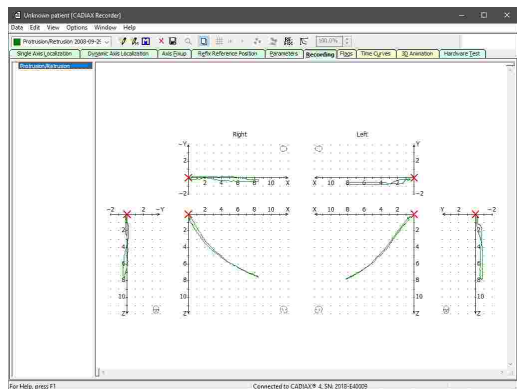 Unknown patient [CADIAX Recorder]
Data Edit View Options Window Help
Protrusion/Retrusion 2008-09-2 100.0%
Single Axis Localization Dynamic Axis Localization Axis Fixup Refix Reference Position Parameters Recording Flags Time Curves 3D Animation Hardware Test
Protrusion/Retrusion
Right Left
-Y -Y
2 2
2 4 6 8 10 X X 10 8 6 4 2
-2 -2
-2 2 -Y 2 4 6 8 10 X X 10 8 6 4 2 Y -2 2
2 2 2 2
4 4 4 4
6 6 6 6
8 8 8 8
10 10 10 10
Z Z Z Z
For Help, press F1 Connected to CADIAX® 4, SN: 2018-E40009